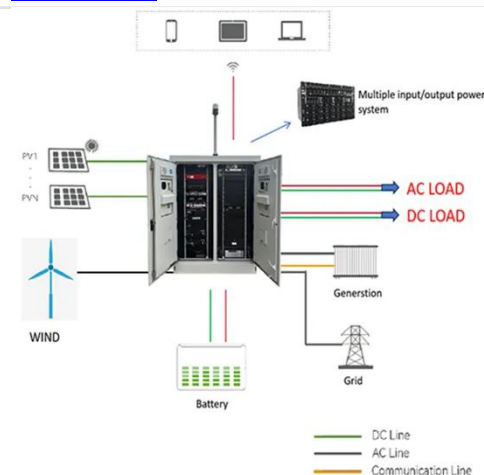 Multiple input/output power
system
PV1
PVN
AC LOAD
DC LOAD
WIND
Generstion
Grid
Battery
DC Line
AC Line
Communication Line